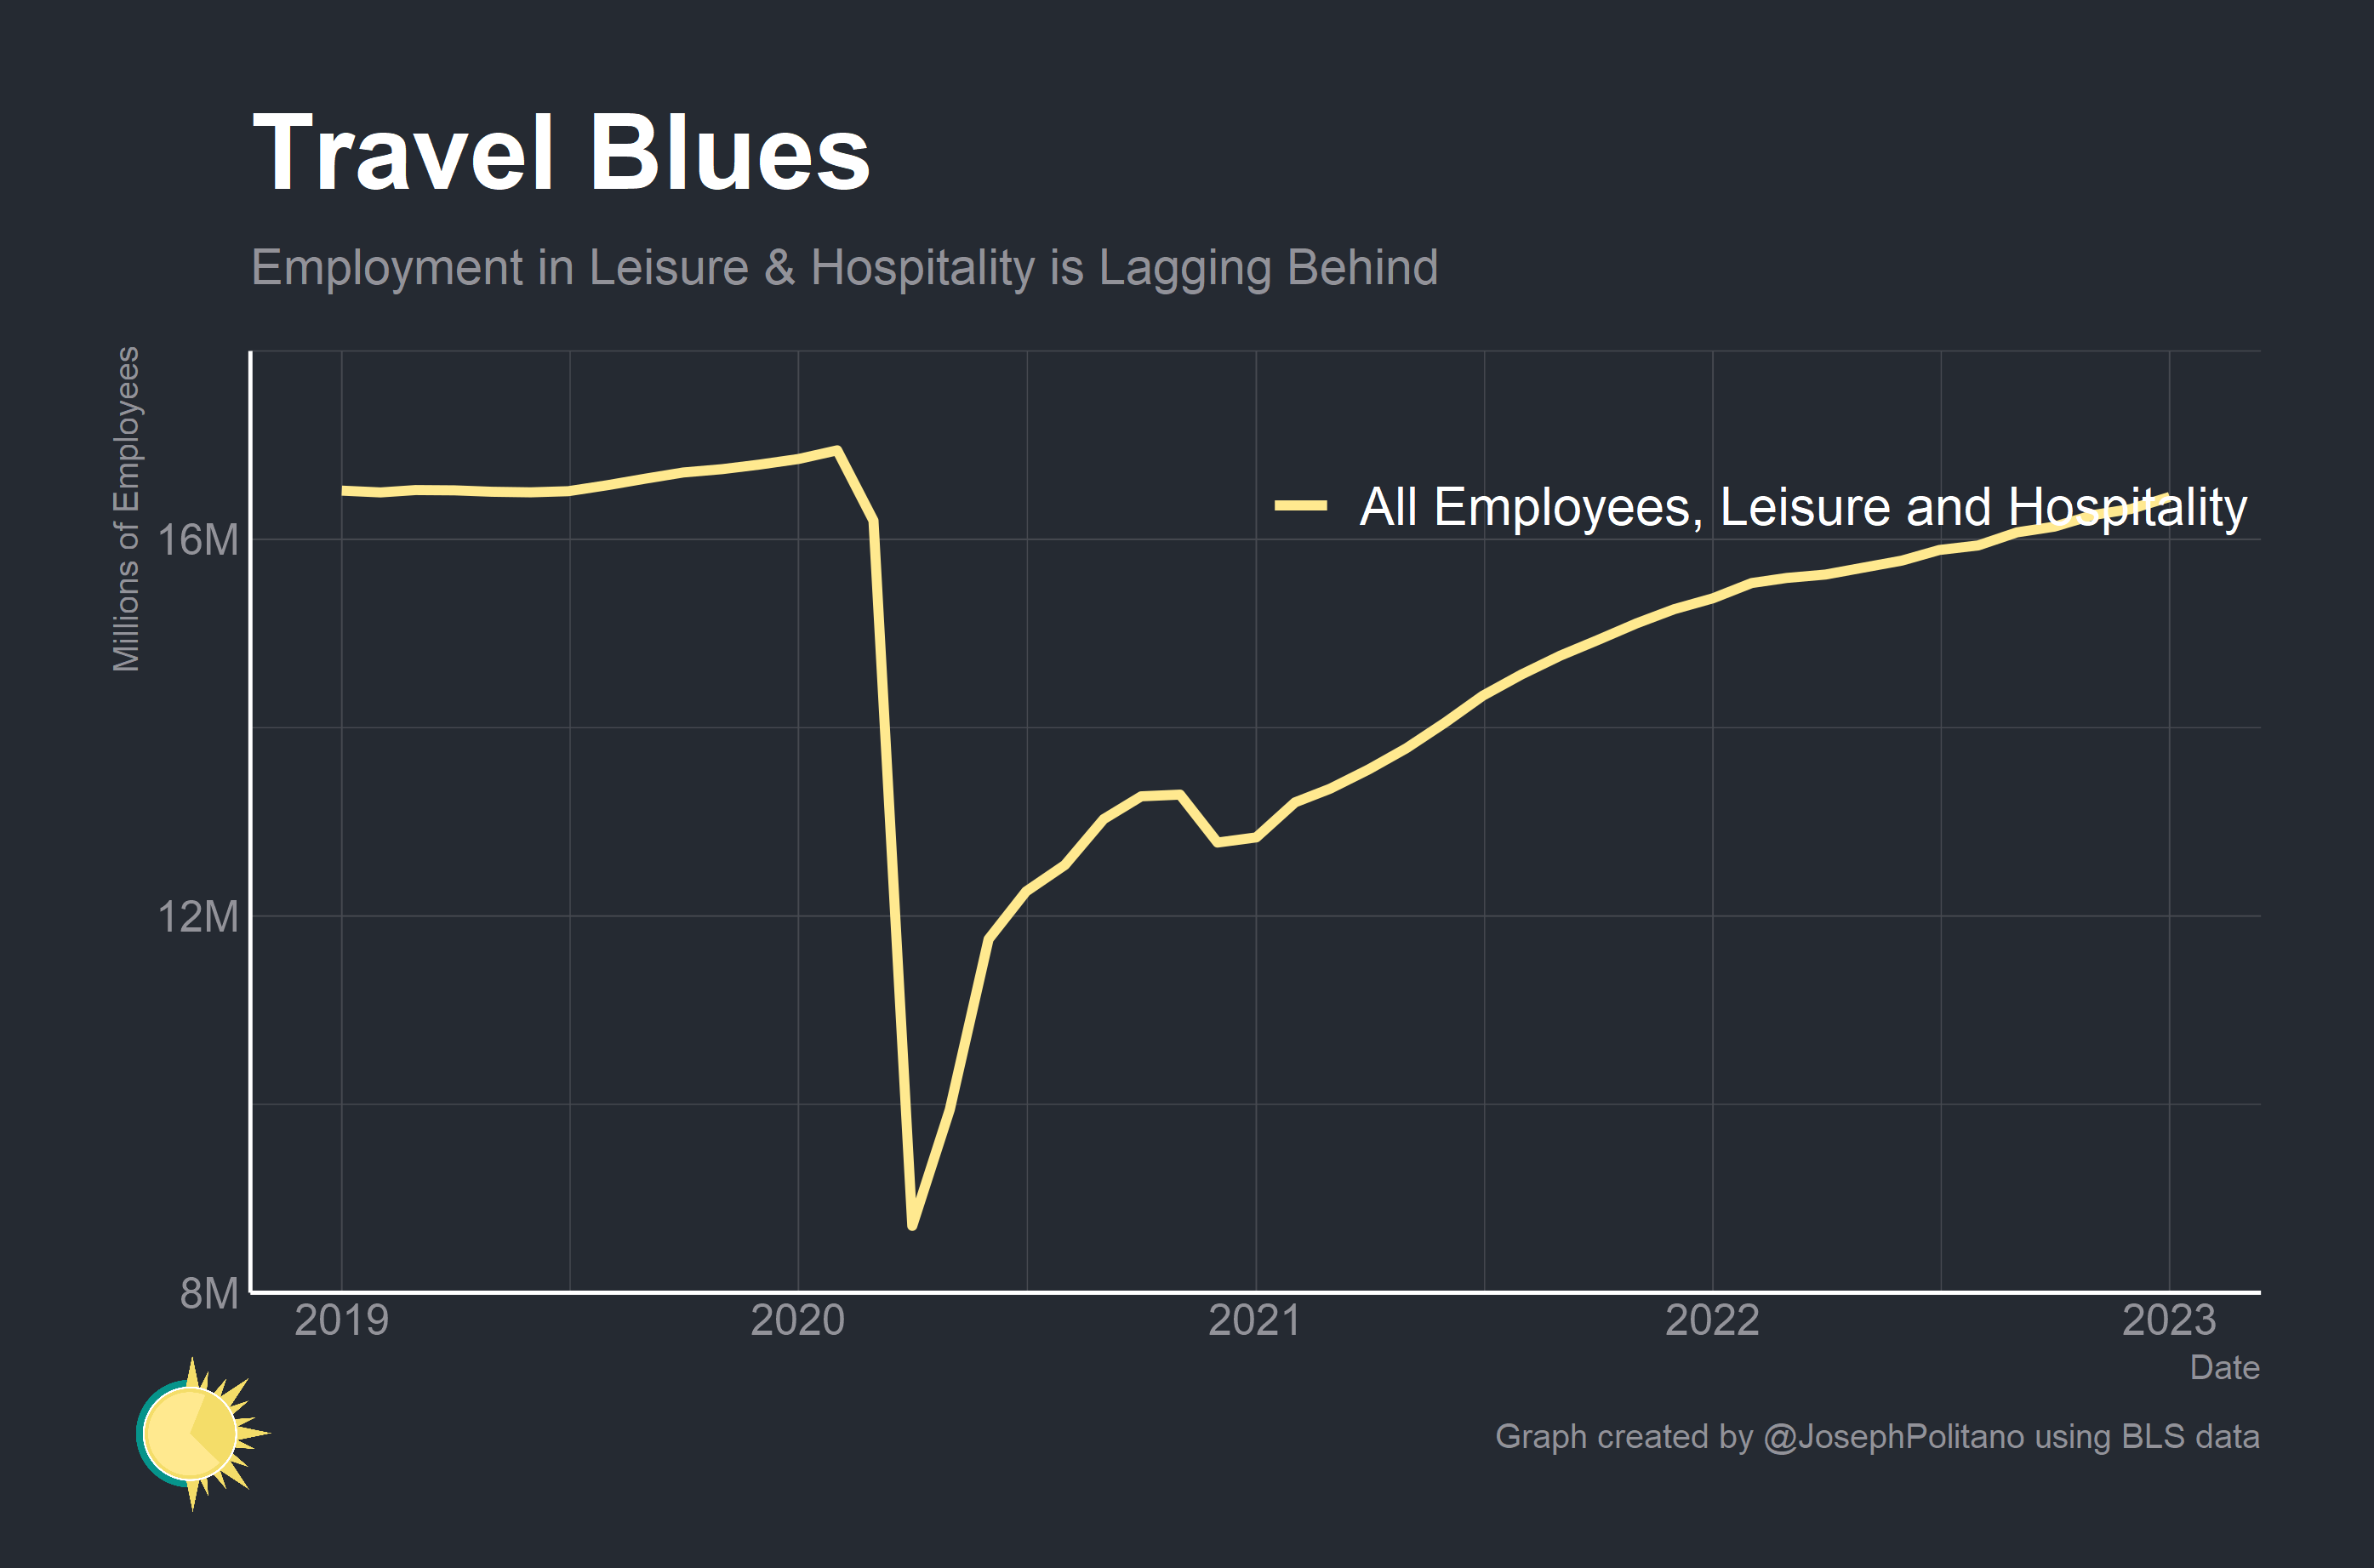 Travel Blues
Employment in Leisure & Hospitality is Lagging Behind
Millions of Employees
All Employees, Leisure and Hospitality
16M
12M
8M
2019 2020 2021 2022 2023
Date
Graph created by @JosephPolitano using BLS data